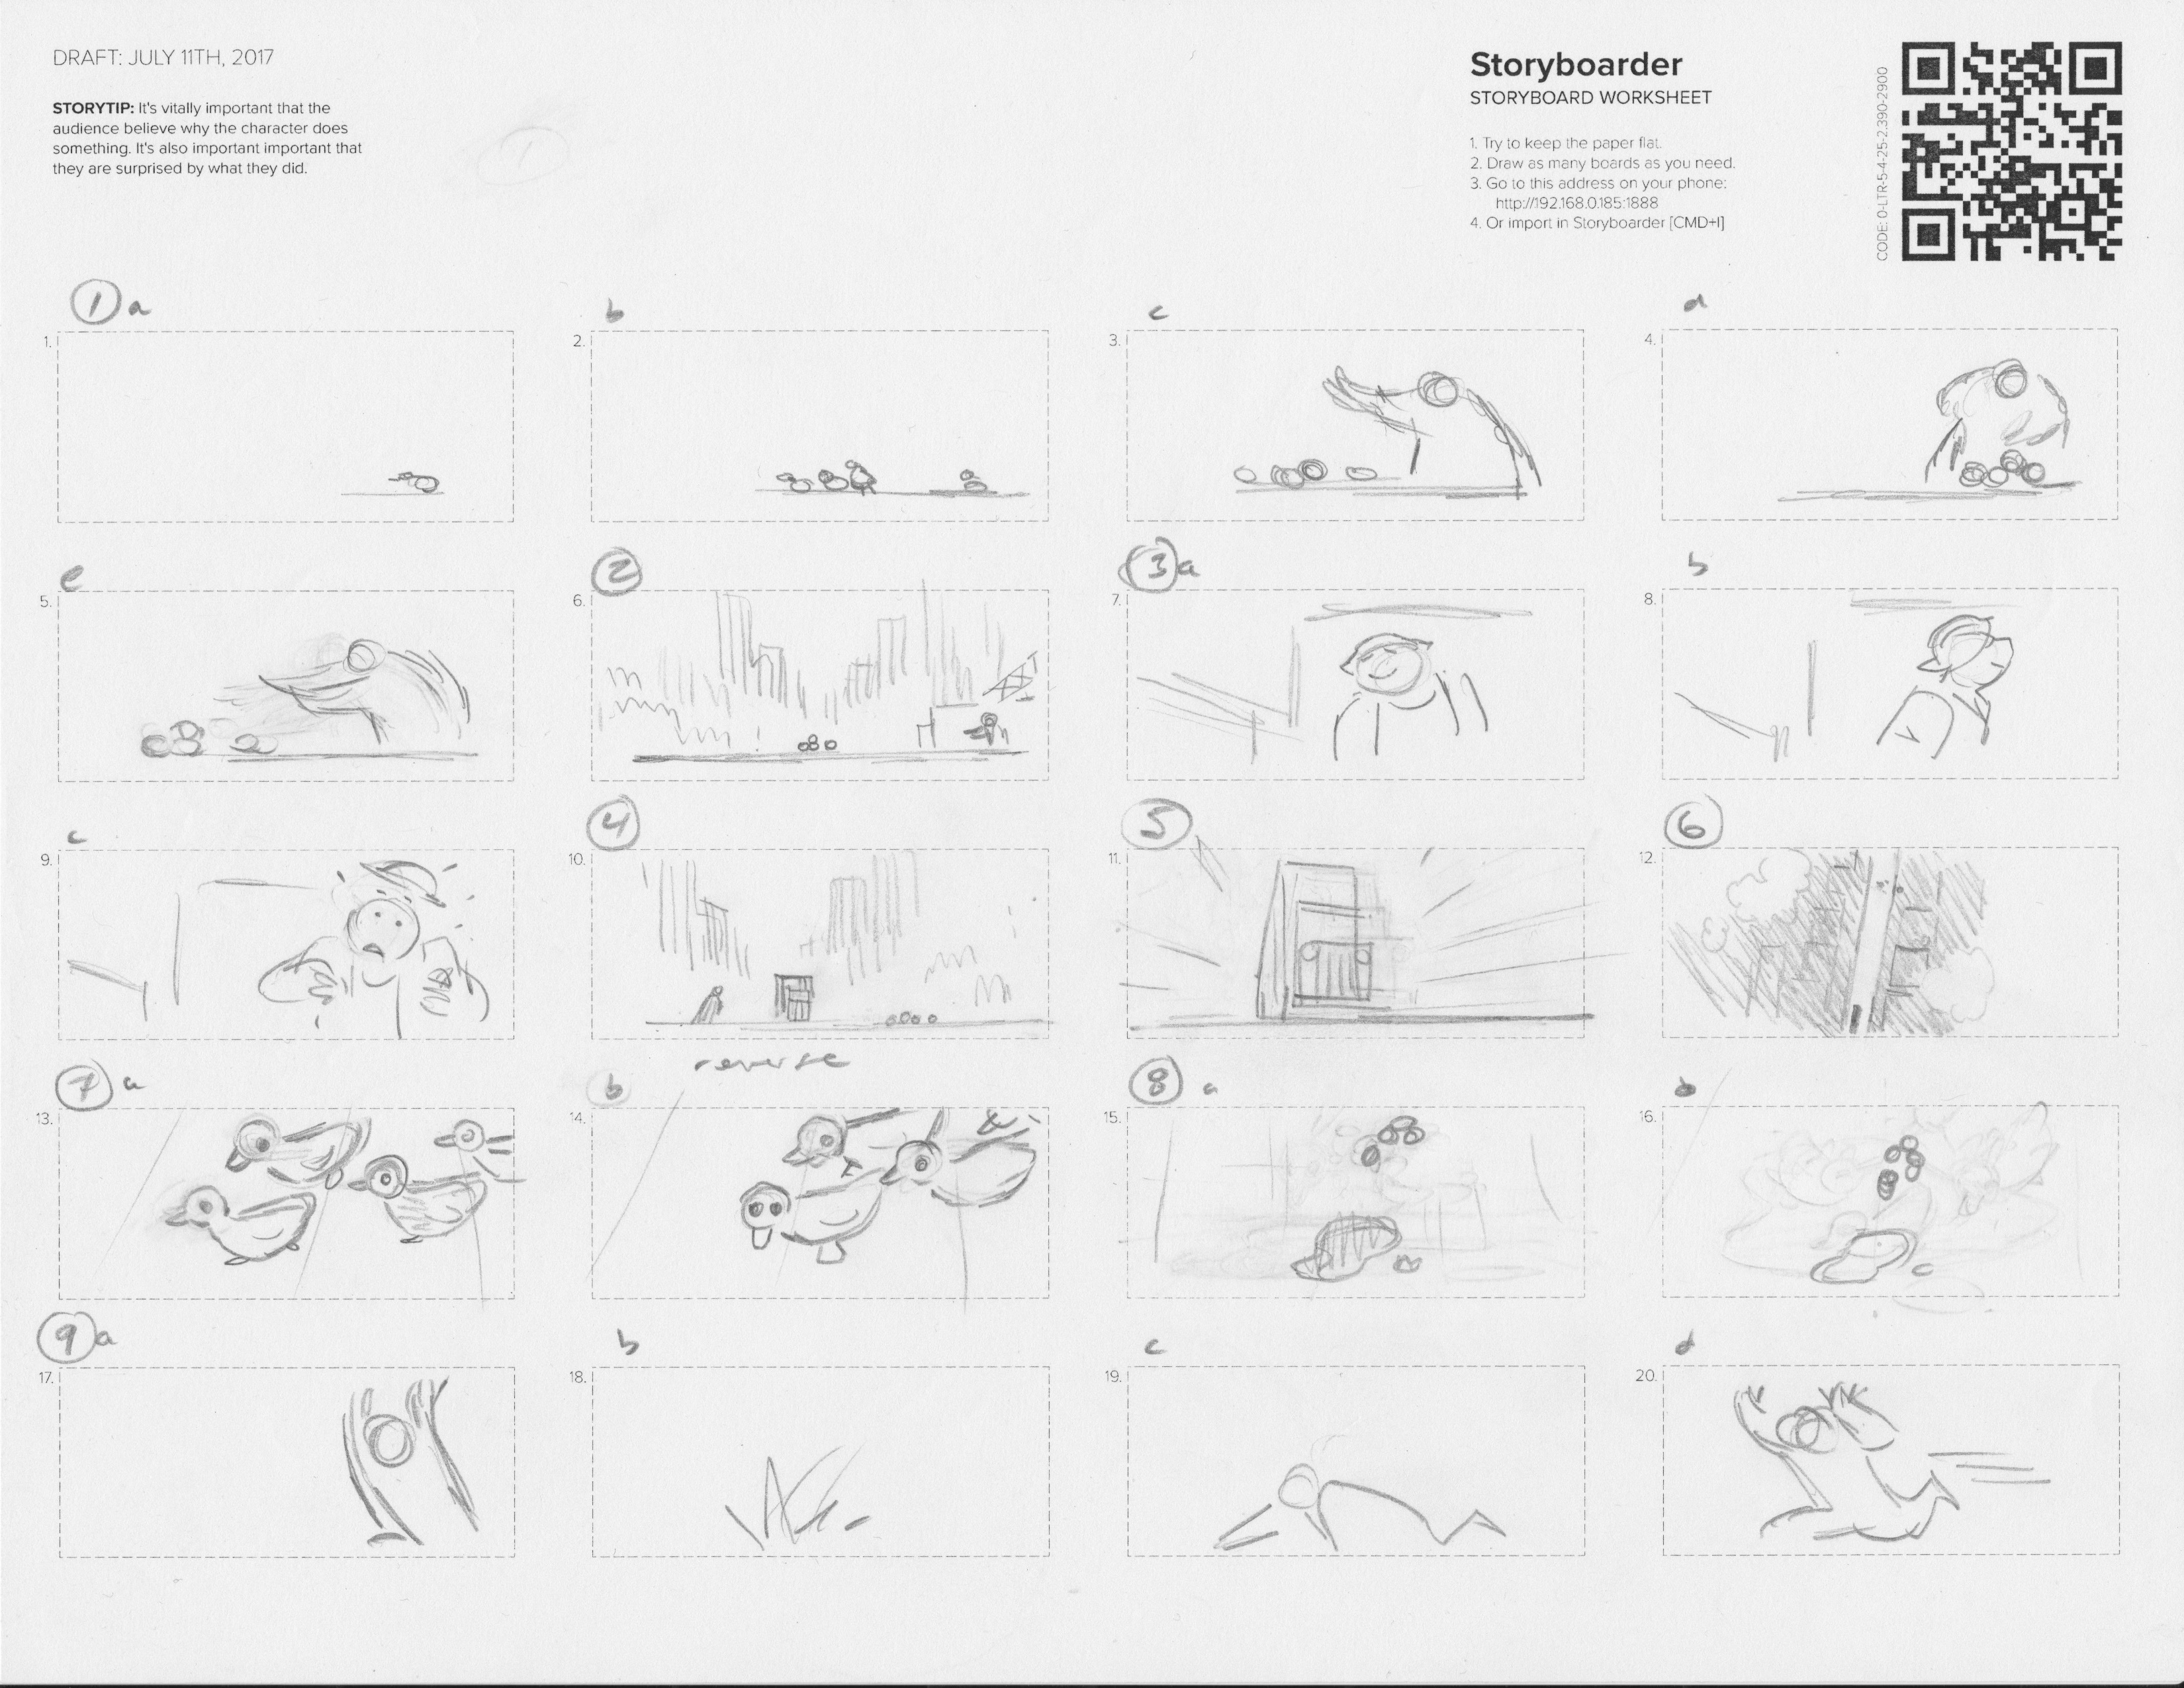 DRAFT: JULY 11TH, 2017
STORYTIP: It's vitally important that the
audience believe why the character does
something. It's also important important that
they are surprised by what they did.
1
Storyboarder
STORYBOARD WORKSHEET
1. Try to keep the paper flat.
2. Draw as many boards as you need.
3. Go to this address on your phone:
http://192.168.0.185:1888
4. Or import in Storyboarder [CMD+I]
CODE: 0-LTR-5-4-25-2.390-2900
1 a
b
c
d
1.
2.
3.
4.
e
2
3 a
b
5.
6.
7.
8.
c
4
5
6
9.
10.
11.
12.
reverse
7 a
b
8 a
b
13.
14.
15.
16.
9 a
b
c
d
17.
18.
19.
20.